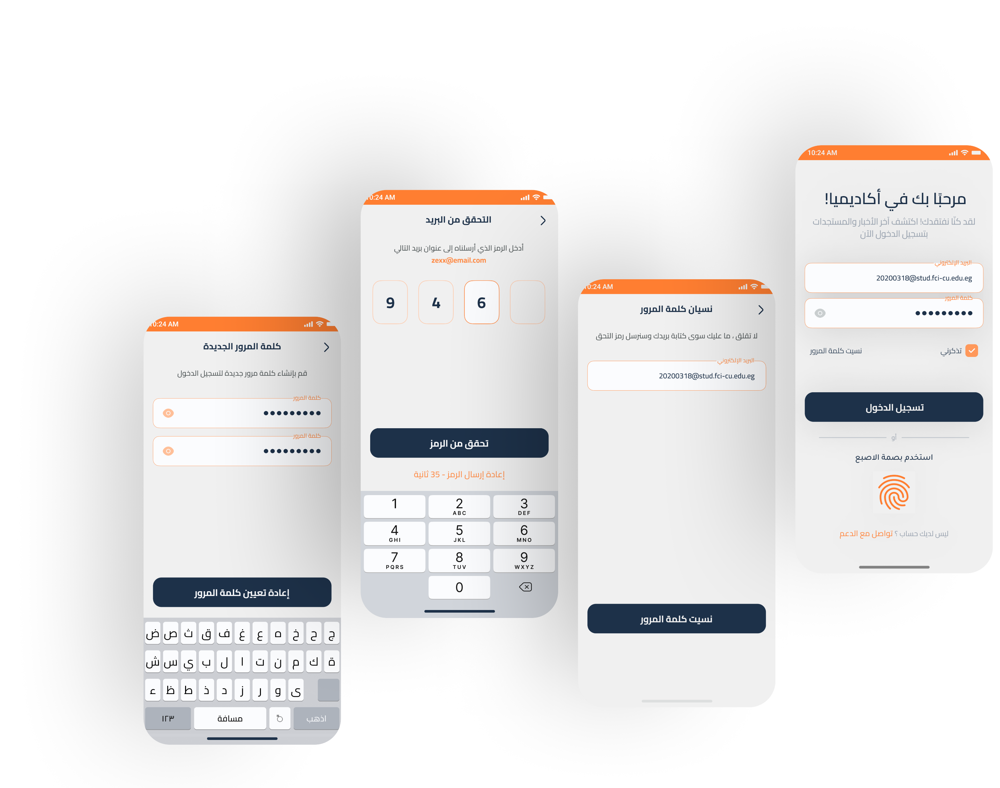 10:24 AM
مرحبًا بك في أكاديميا!
لقد كنّا نفتقدك! اكتشف آخر الأخبار والمستجدات
بتسجيل الدخول الآن
البريد الإلكتروني
20200318@stud.fci-cu.edu.eg
كلمة المرور
تذكرني
نسيت كلمة المرور
تسجيل الدخول
أو
استخدم بصمة الاصبع
ليس لديك حساب ؟ تواصل مع الدعم
10:24 AM
نسيان كلمة المرور
لا تقلق ، ما عليك سوى كتابة بريدك وسنرسل رمز التحق
البريد الإلكتروني
20200318@stud.fci-cu.edu.eg
نسيت كلمة المرور
10:24 AM
التحقق من البريد
أدخل الرمز الذي أرسلناه إلى عنوان بريد التالي
zexx@email.com
9 4 6
تحقق من الرمز
إعادة إرسال الرمز - 35 ثانية
1 2 3
ABC DEF
4 5 6
GHI JKL MNO
7 8 9
PQRS TUV WXYZ
0
10:24 AM
كلمة المرور الجديدة
قم بإنشاء كلمة مرور جديدة لتسجيل الدخول
كلمة المرور
كلمة المرور
إعادة تعيين كلمة المرور
ض ص ث ق ف غ ع ه خ ح ج
ش س ي ب ل ا ت ن م ك ة
ء ظ ط ذ د ز ر و ى
١٢٣ مسافة اذهب